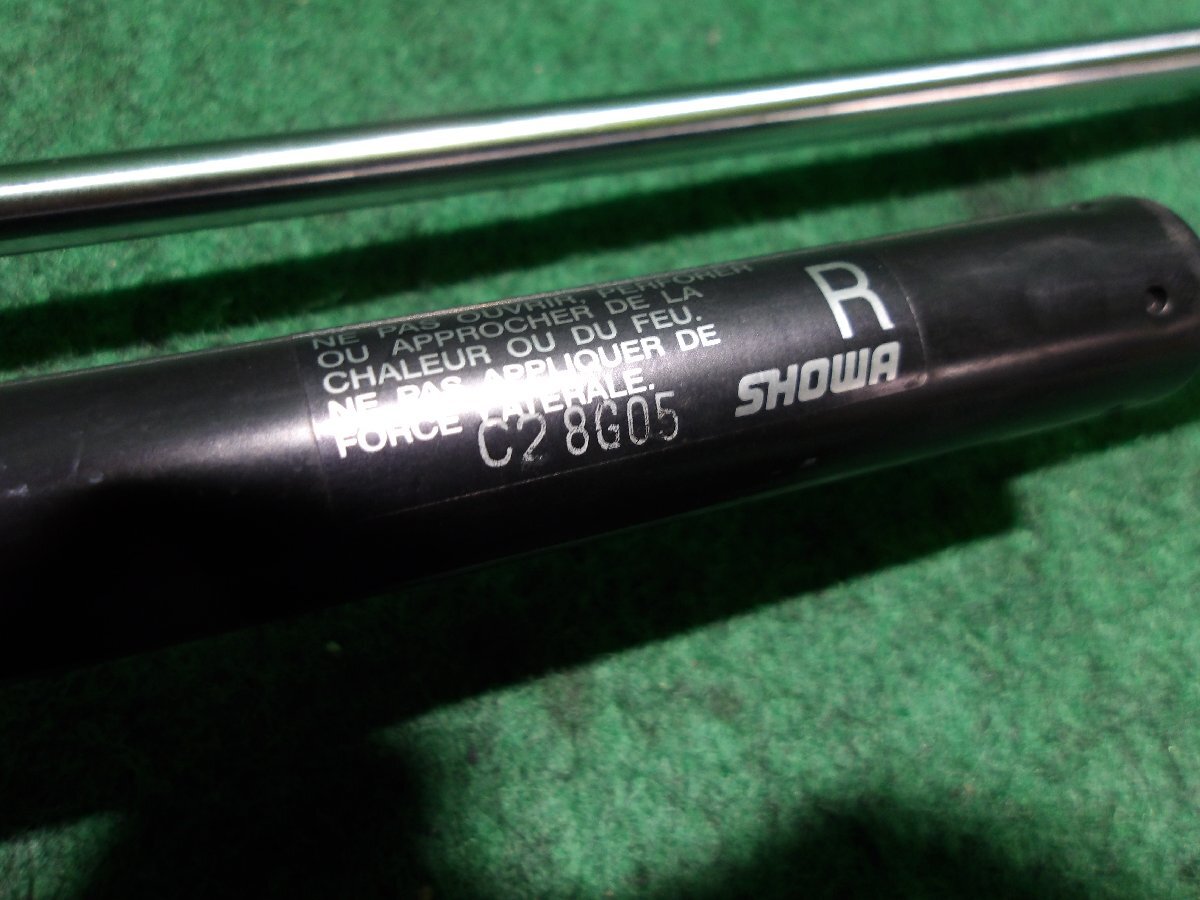 NE PAS OUVRIR, PERFORER
OU APPROCHER DE LA
CHALEUR OU DU FEU.
NE PAS APPLIQUER DE
FORCE LATERALE.
C28G05
R
SHOWA